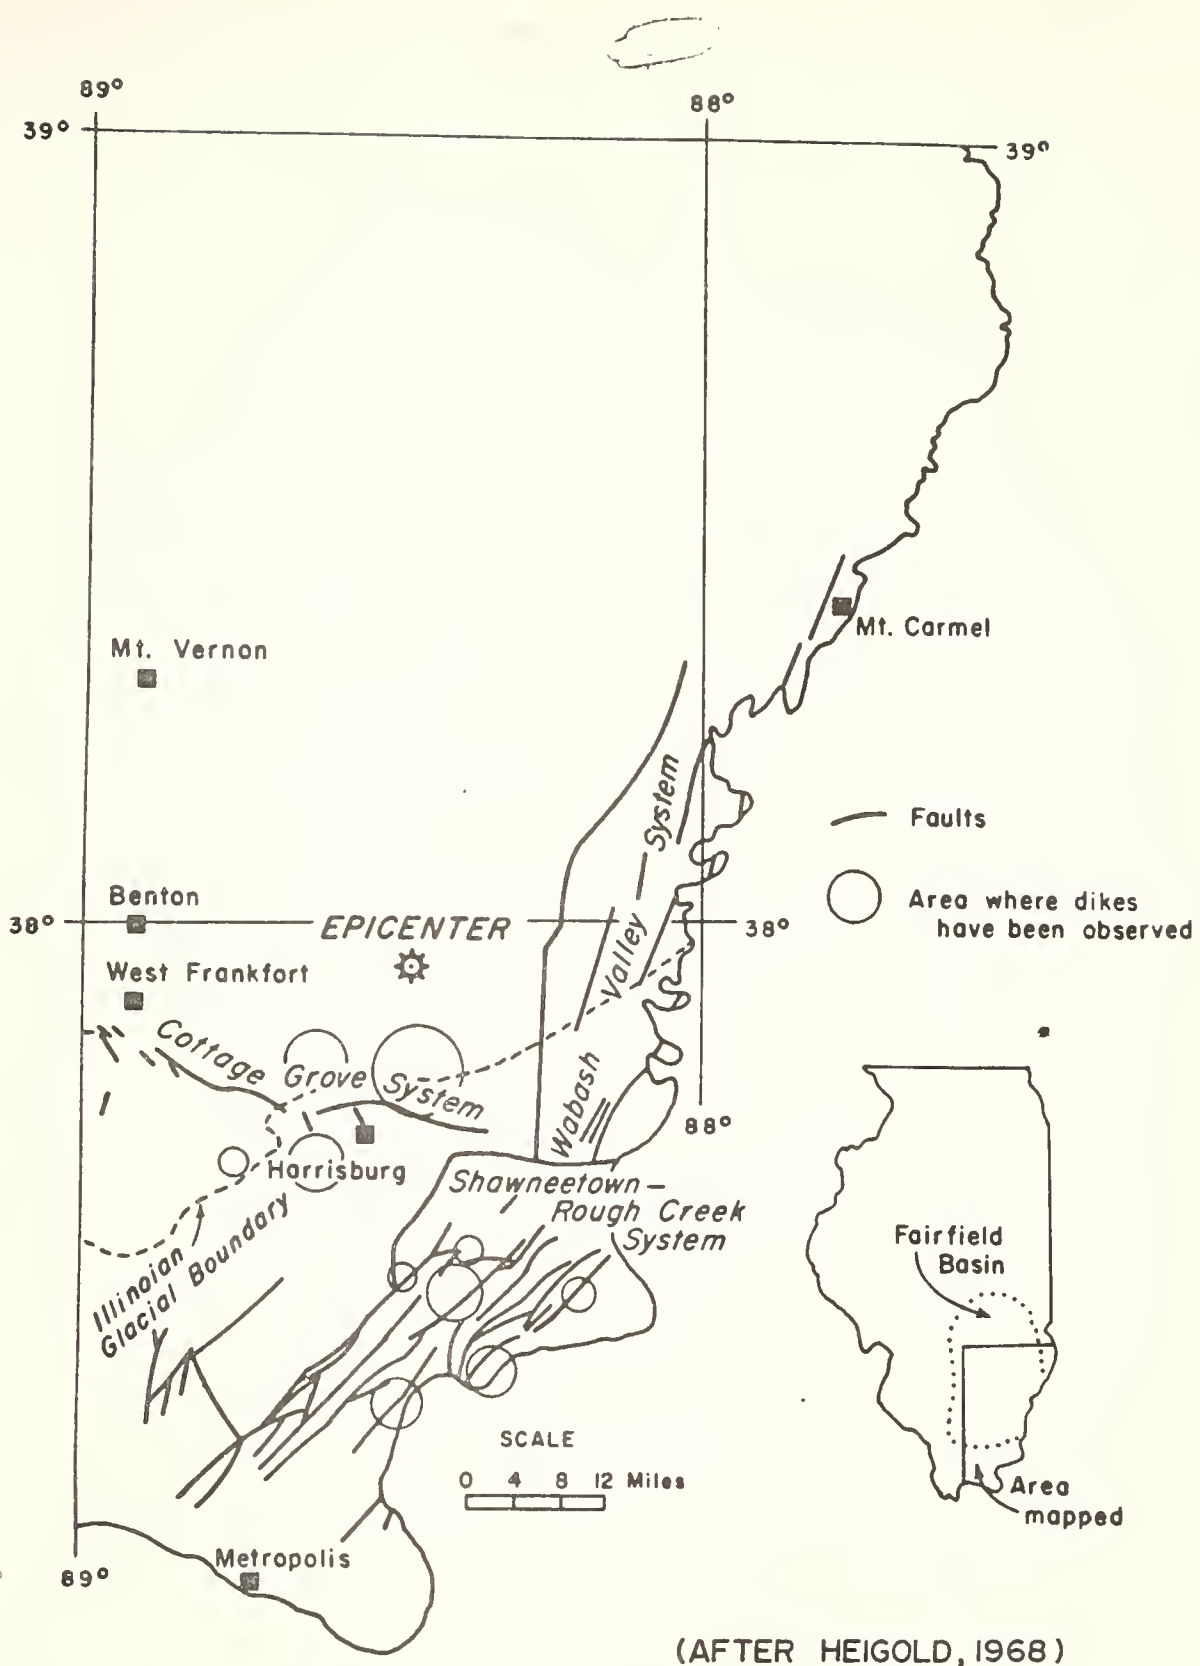 89°
88°
39°
39°
Mt. Carmel
Mt. Vernon
Wabash Valley System
Faults
Area where dikes
have been observed
Benton
38°
EPICENTER
38°
West Frankfort
Cottage Grove System
88°
Harrisburg
Shawneetown–
Rough Creek
System
Illinoian
Glacial Boundary
Fairfield
Basin
SCALE
0 4 8 12 Miles
Area
mapped
Metropolis
89°
(AFTER HEIGOLD, 1968)